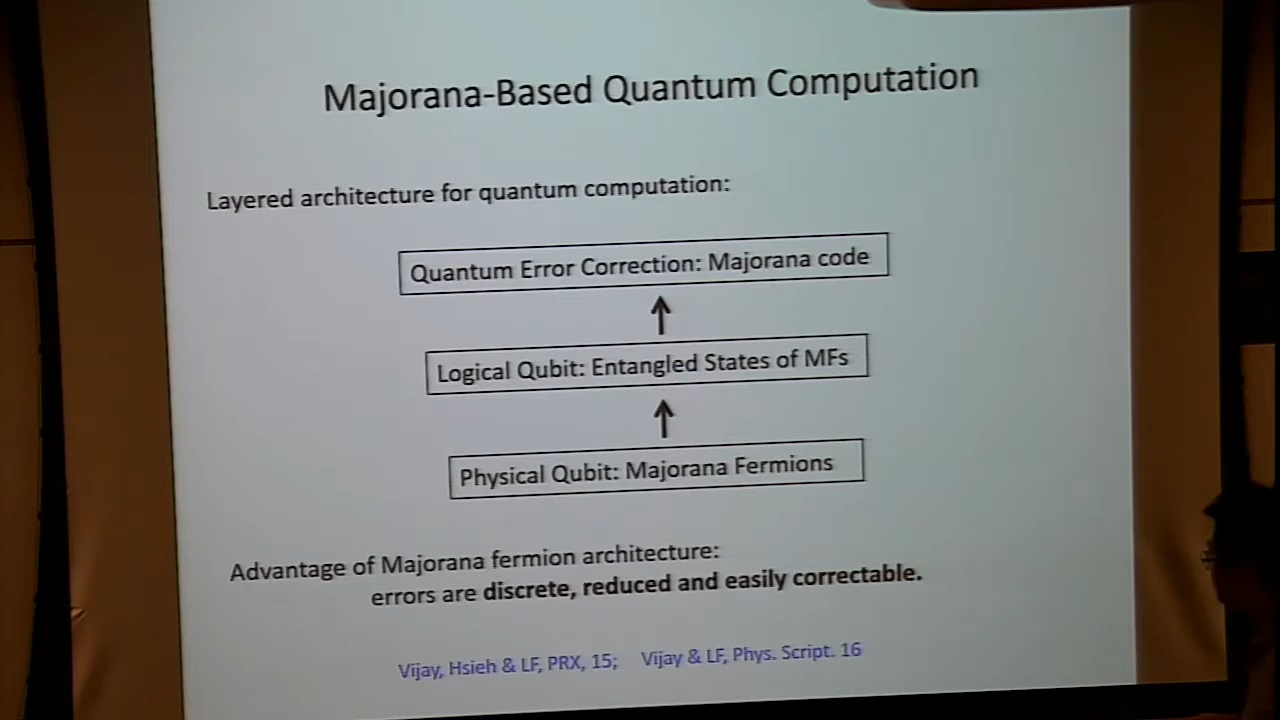 Majorana-Based Quantum Computation
Layered architecture for quantum computation:
Quantum Error Correction: Majorana code
Logical Qubit: Entangled States of MFs
Physical Qubit: Majorana Fermions
Advantage of Majorana fermion architecture:
errors are discrete, reduced and easily correctable.
Vijay, Hsieh & LF, PRX, 15; Vijay & LF, Phys. Script. 16